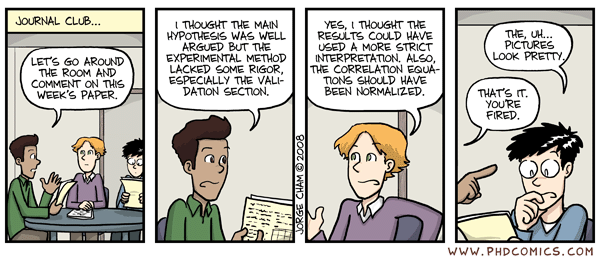 JOURNAL CLUB...
LET'S GO AROUND
THE ROOM AND
COMMENT ON THIS
WEEK'S PAPER.
I THOUGHT THE MAIN
HYPOTHESIS WAS WELL
ARGUED BUT THE
EXPERIMENTAL METHOD
LACKED SOME RIGOR,
ESPECIALLY THE VALI-
DATION SECTION.
JORGE CHAM © 2008
YES, I THOUGHT THE
RESULTS COULD HAVE
USED A MORE STRICT
INTERPRETATION. ALSO,
THE CORRELATION EQUA-
TIONS SHOULD HAVE
BEEN NORMALIZED.
THE, UH...
PICTURES
LOOK PRETTY.
THAT'S IT.
YOU'RE
FIRED.
WWW.PHDCOMICS.COM